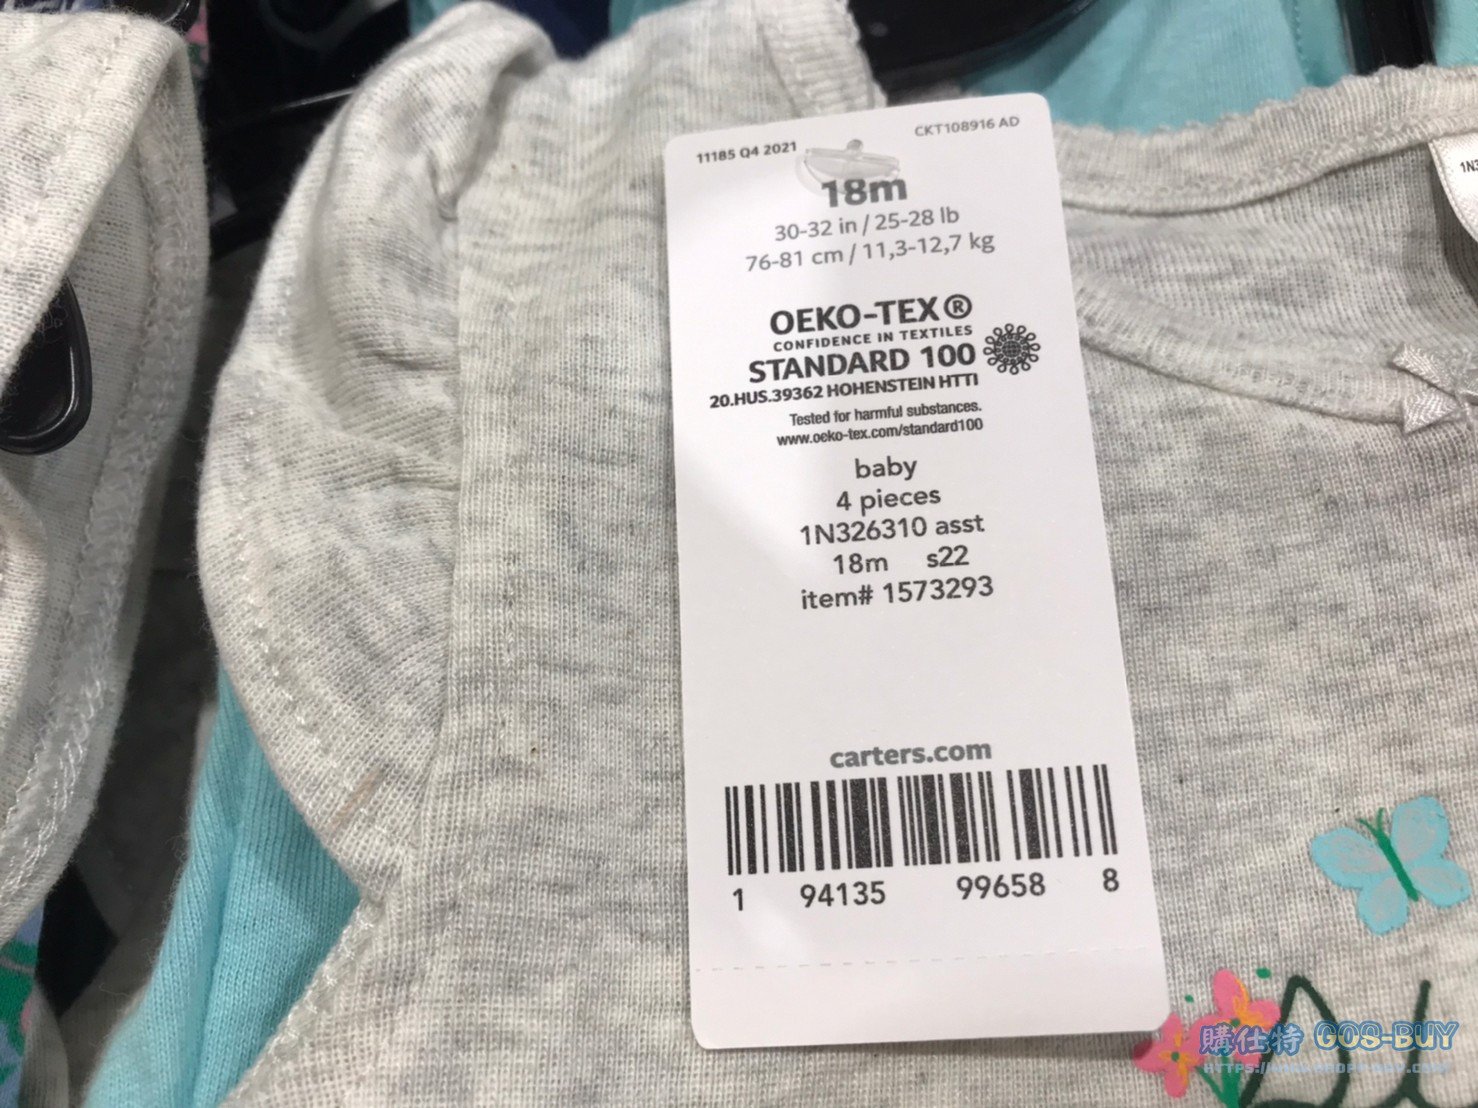 11185 Q4 2021
CKT108916 AD
18m
30-32 in / 25-28 lb
76-81 cm / 11,3-12,7 kg
OEKO-TEX®
CONFIDENCE IN TEXTILES
STANDARD 100
20.HUS.39362 HOHENSTEIN HTTI
Tested for harmful substances.
www.oeko-tex.com/standard100
baby
4 pieces
1N326310 asst
18m s22
item# 1573293
carters.com
1 94135 99658 8
購仕特 GOS-BUY